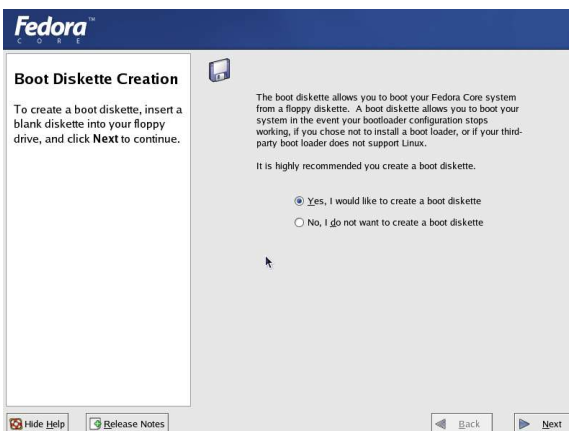 Fedora™
CORE
Boot Diskette Creation
To create a boot diskette, insert a
blank diskette into your floppy
drive, and click Next to continue.
The boot diskette allows you to boot your Fedora Core system
from a floppy diskette. A boot diskette allows you to boot your
system in the event your bootloader configuration stops
working, if you chose not to install a boot loader, or if your third-
party boot loader does not support Linux.
It is highly recommended you create a boot diskette.
Yes, I would like to create a boot diskette
No, I do not want to create a boot diskette
Hide Help
Release Notes
Back
Next